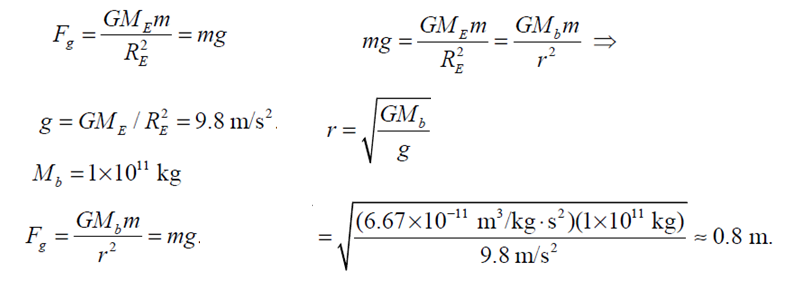 F_g = GM_E m / R_E^2 = mg
g = GM_E / R_E^2 = 9.8 m/s^2.
M_b = 1×10^11 kg
F_g = GM_b m / r^2 = mg.
mg = GM_E m / R_E^2 = GM_b m / r^2 ⇒
r = √(GM_b / g)
= √((6.67×10^−11 m^3/kg·s^2)(1×10^11 kg) / 9.8 m/s^2) ≈ 0.8 m.